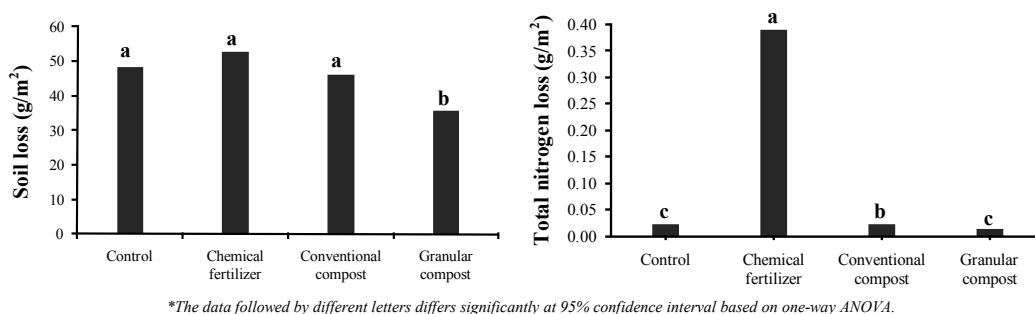 Soil loss (g/m²)
60
50
40
30
20
10
0
a
a
a
b
Control
Chemical
fertilizer
Conventional
compost
Granular
compost
Total nitrogen loss (g/m²)
0.40
0.35
0.30
0.25
0.20
0.15
0.10
0.05
0.00
c
a
b
c
Control
Chemical
fertilizer
Conventional
compost
Granular
compost
*The data followed by different letters differs significantly at 95% confidence interval based on one-way ANOVA.